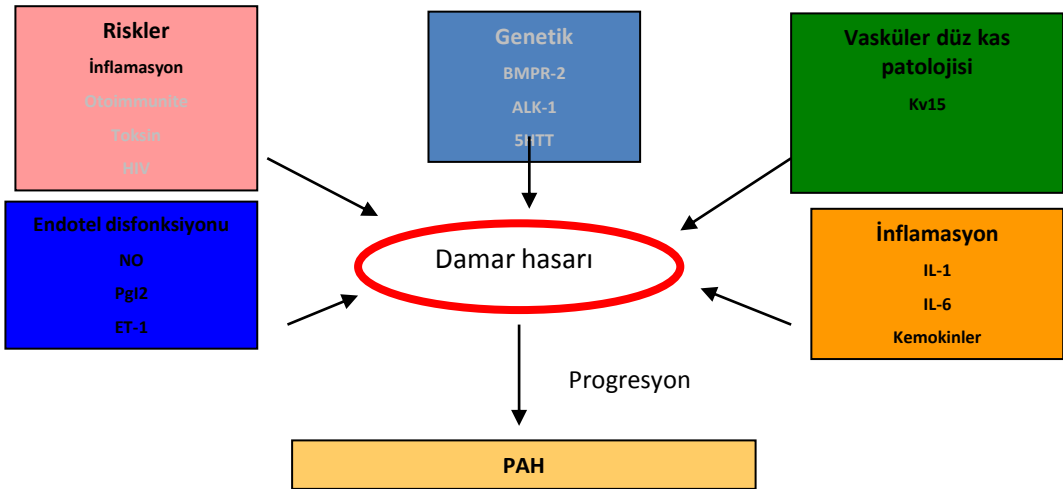 Riskler
İnflamasyon
Otoimmunite
Toksin
HIV
Genetik
BMPR-2
ALK-1
5HTT
Vasküler düz kas
patolojisi
Kv15
Endotel disfonksiyonu
NO
PgI2
ET-1
Damar hasarı
İnflamasyon
IL-1
IL-6
Kemokinler
Progresyon
PAH